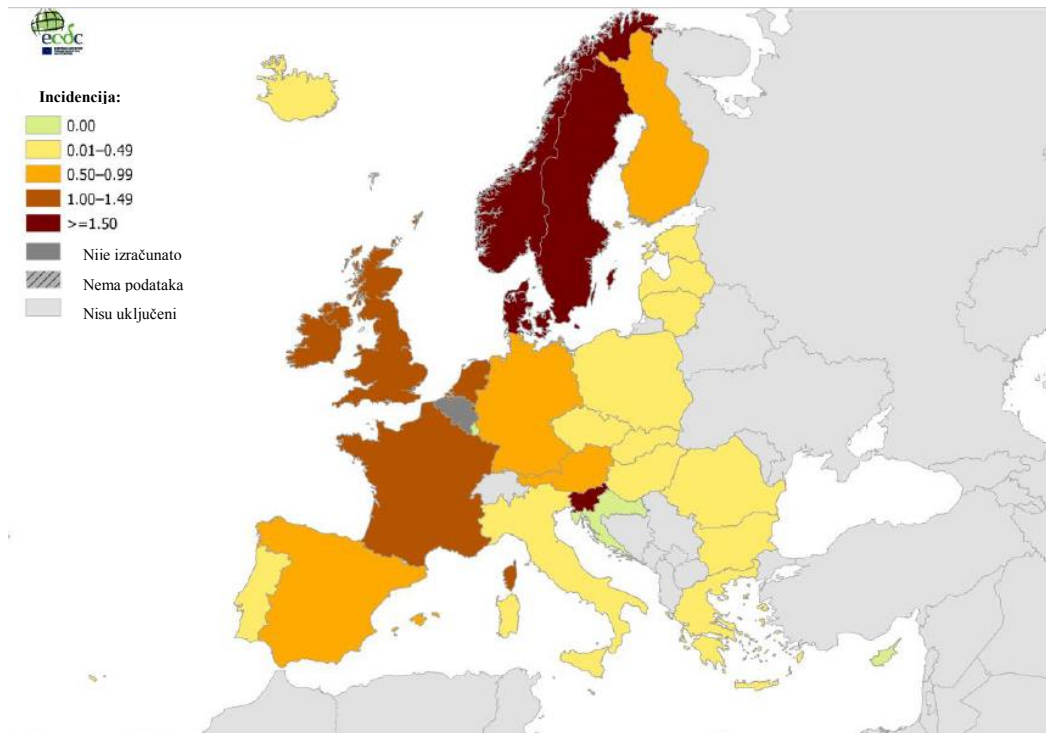 ecdc
Incidencija:
0.00
0.01–0.49
0.50–0.99
1.00–1.49
>=1.50
Niie izračunato
Nema podataka
Nisu uključeni